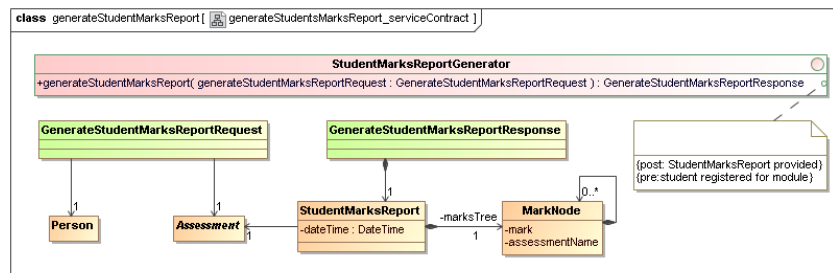 class generateStudentMarksReport [ generateStudentsMarksReport_serviceContract ]
StudentMarksReportGenerator
+generateStudentMarksReport( generateStudentMarksReportRequest : GenerateStudentMarksReportRequest ) : GenerateStudentMarksReportResponse
GenerateStudentMarksReportRequest
GenerateStudentMarksReportResponse
{post: StudentMarksReport provided}
{pre:student registered for module}
1
1
1
0..*
Person
Assessment
1
StudentMarksReport
-dateTime : DateTime
-marksTree
1
MarkNode
-mark
-assessmentName